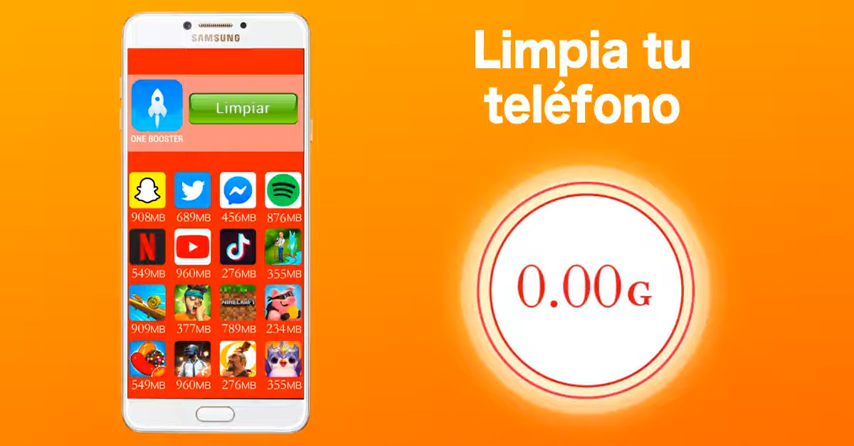 SAMSUNG
Limpiar
ONE BOOSTER
908MB 689MB 456MB 876MB
N
549MB 960MB 276MB 355MB
MINECRAFT
909MB 377MB 789MB 234MB
549MB 960MB 276MB 355MB
Limpia tu
teléfono
0.00G